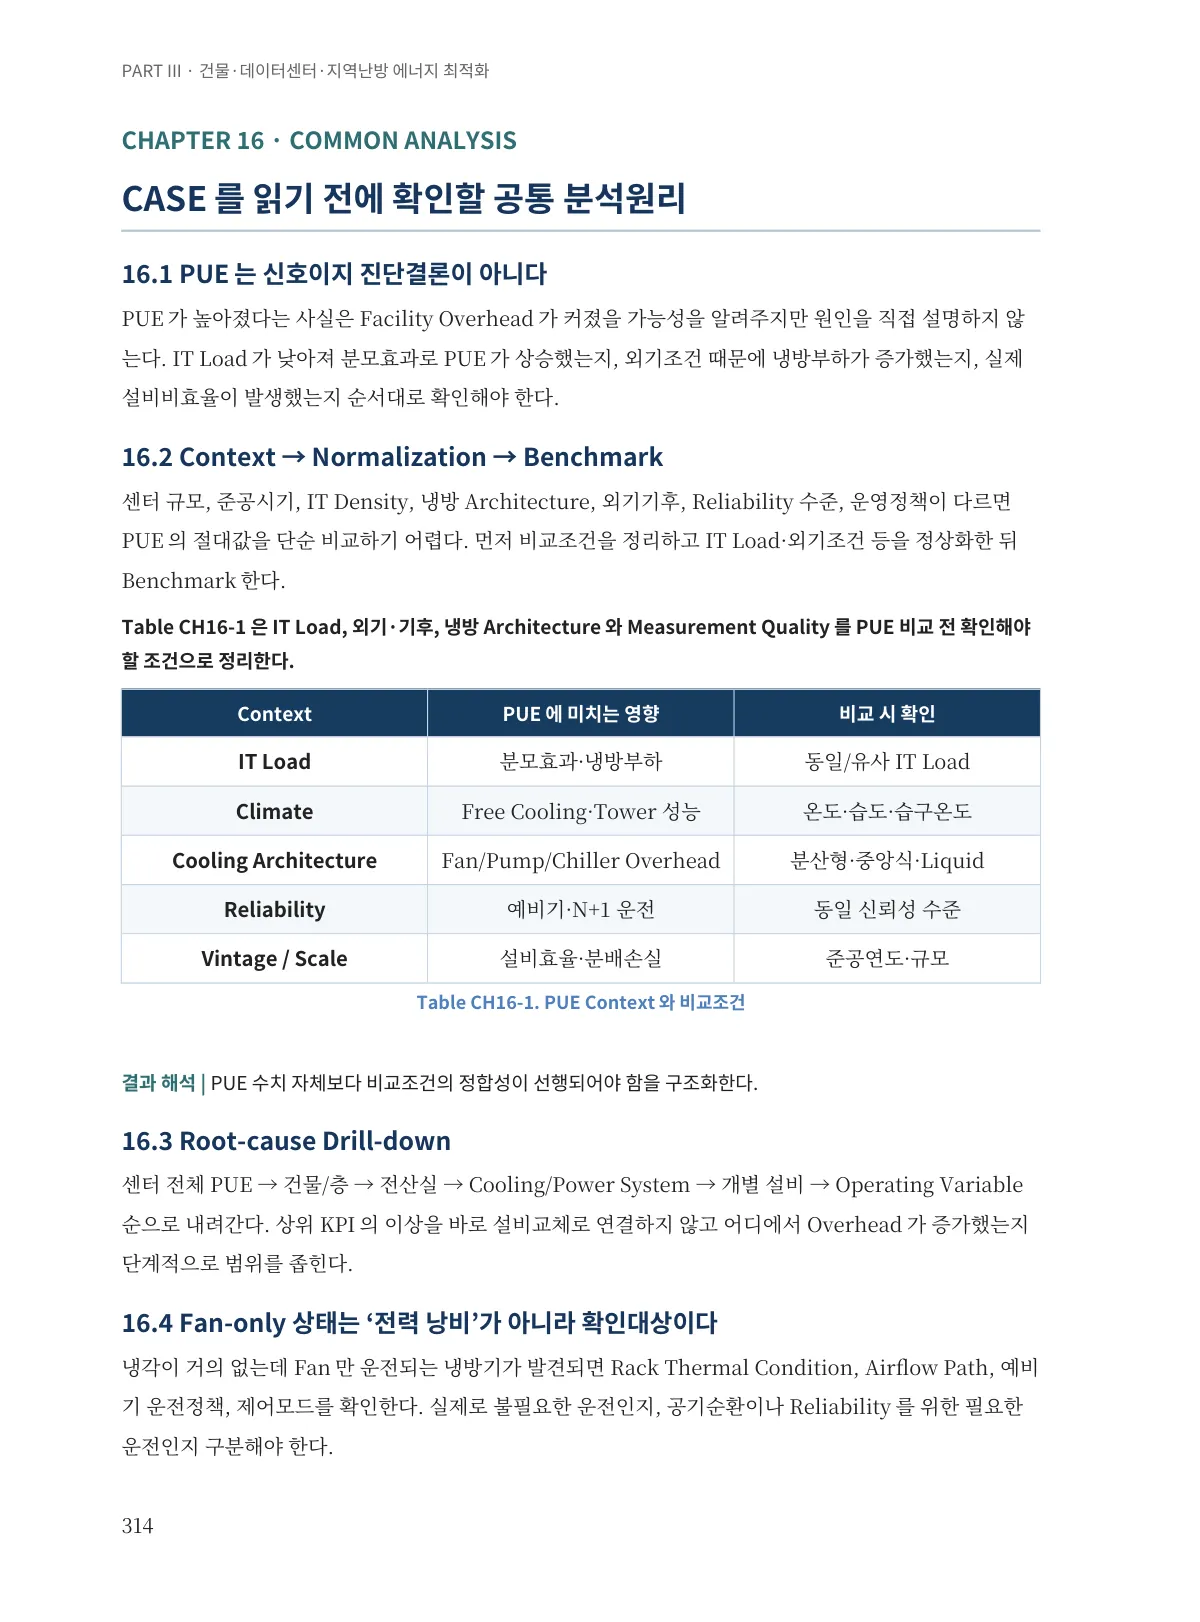 PART III · 건물·데이터센터·지역난방 에너지 최적화
CHAPTER 16 · COMMON ANALYSIS
CASE 를 읽기 전에 확인할 공통 분석원리
16.1 PUE 는 신호이지 진단결론이 아니다
PUE 가 높아졌다는 사실은 Facility Overhead 가 커졌을 가능성을 알려주지만 원인을 직접 설명하지 않
는다. IT Load 가 낮아져 분모효과로 PUE 가 상승했는지, 외기조건 때문에 냉방부하가 증가했는지, 실제
설비비효율이 발생했는지 순서대로 확인해야 한다.
16.2 Context → Normalization → Benchmark
센터 규모, 준공시기, IT Density, 냉방 Architecture, 외기기후, Reliability 수준, 운영정책이 다르면
PUE 의 절대값을 단순 비교하기 어렵다. 먼저 비교조건을 정리하고 IT Load·외기조건 등을 정상화한 뒤
Benchmark 한다.
Table CH16-1 은 IT Load, 외기·기후, 냉방 Architecture 와 Measurement Quality 를 PUE 비교 전 확인해야
할 조건으로 정리한다.
Context PUE 에 미치는 영향 비교 시 확인
IT Load 분모효과·냉방부하 동일/유사 IT Load
Climate Free Cooling·Tower 성능 온도·습도·습구온도
Cooling Architecture Fan/Pump/Chiller Overhead 분산형·중앙식·Liquid
Reliability 예비기·N+1 운전 동일 신뢰성 수준
Vintage / Scale 설비효율·분배손실 준공연도·규모
Table CH16-1. PUE Context 와 비교조건
결과 해석 | PUE 수치 자체보다 비교조건의 정합성이 선행되어야 함을 구조화한다.
16.3 Root-cause Drill-down
센터 전체 PUE → 건물/층 → 전산실 → Cooling/Power System → 개별 설비 → Operating Variable
순으로 내려간다. 상위 KPI 의 이상을 바로 설비교체로 연결하지 않고 어디에서 Overhead 가 증가했는지
단계적으로 범위를 좁힌다.
16.4 Fan-only 상태는 ‘전력 낭비’가 아니라 확인대상이다
냉각이 거의 없는데 Fan 만 운전되는 냉방기가 발견되면 Rack Thermal Condition, Airflow Path, 예비
기 운전정책, 제어모드를 확인한다. 실제로 불필요한 운전인지, 공기순환이나 Reliability 를 위한 필요한
운전인지 구분해야 한다.
314